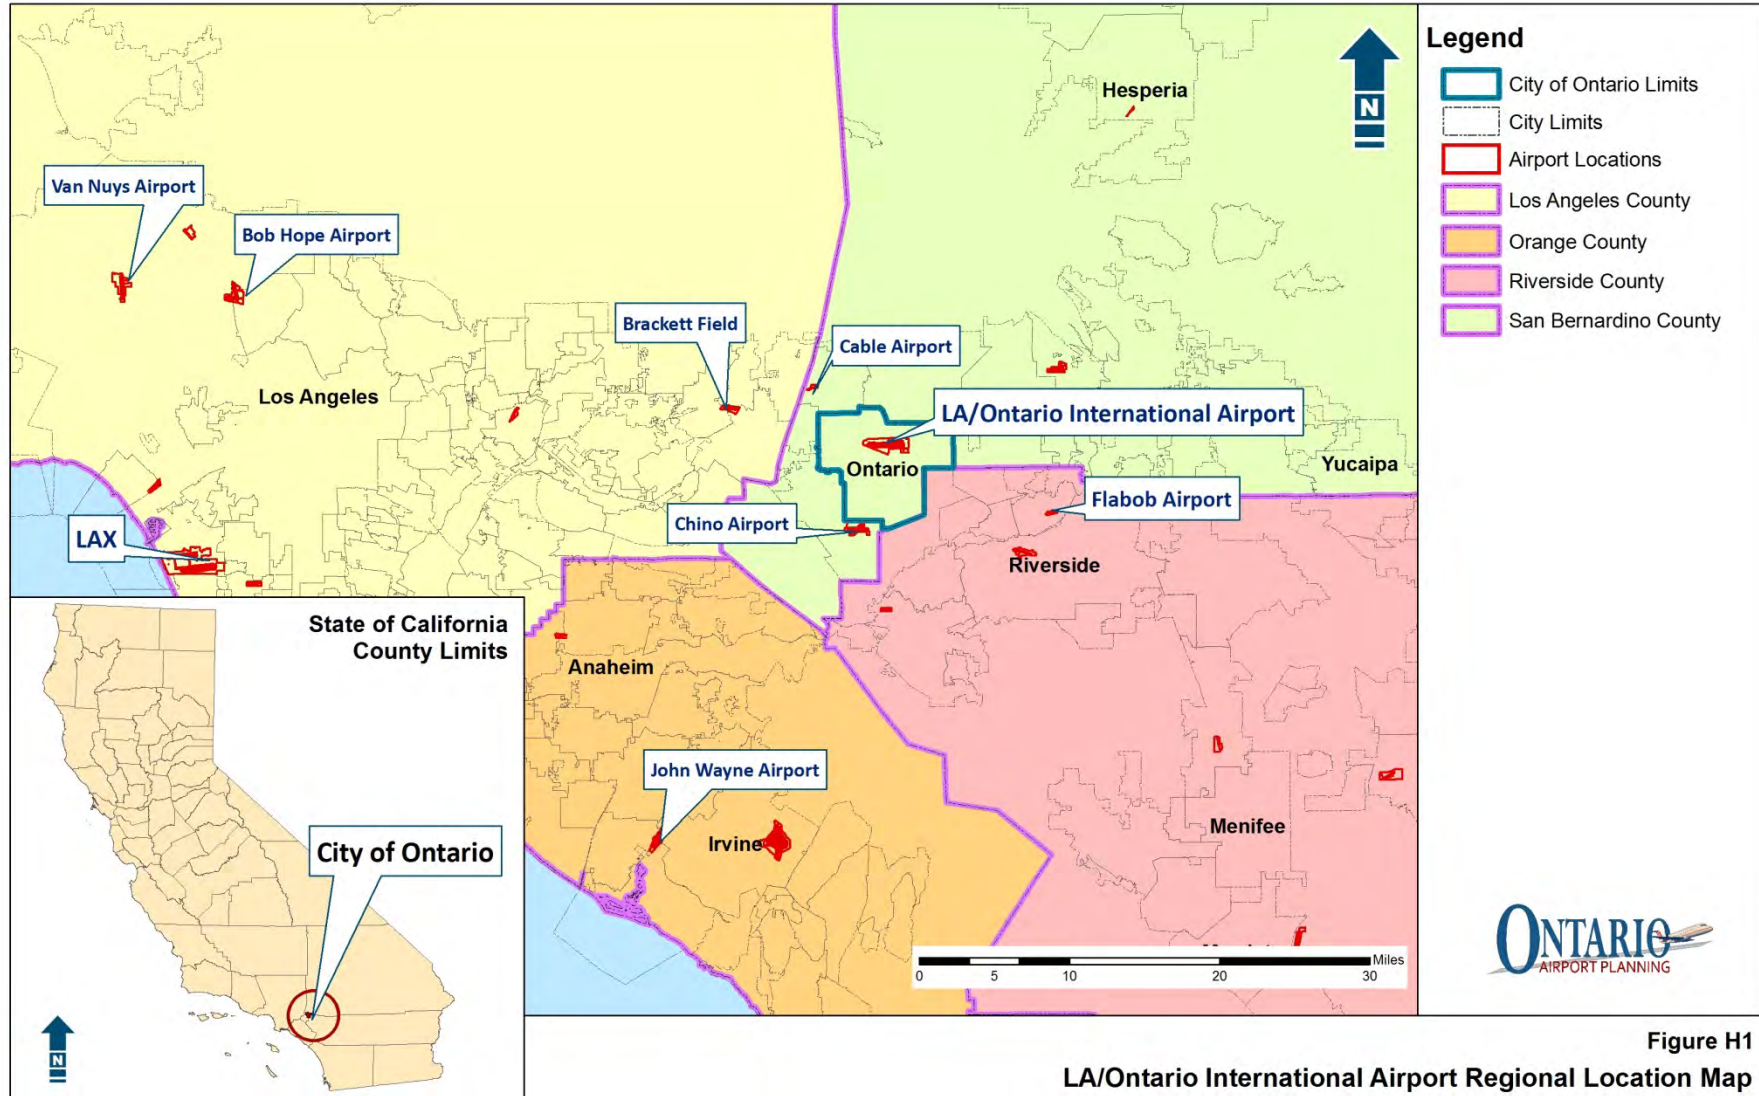 Hesperia
Van Nuys Airport
Bob Hope Airport
Brackett Field
Cable Airport
Los Angeles
LA/Ontario International Airport
Ontario
Yucaipa
Flabob Airport
Chino Airport
LAX
Riverside
Anaheim
John Wayne Airport
Irvine
Menifee
Miles
0 5 10 20 30
N
Legend
City of Ontario Limits
City Limits
Airport Locations
Los Angeles County
Orange County
Riverside County
San Bernardino County
State of California
County Limits
City of Ontario
N
ONTARIO
AIRPORT PLANNING
Figure H1
LA/Ontario International Airport Regional Location Map